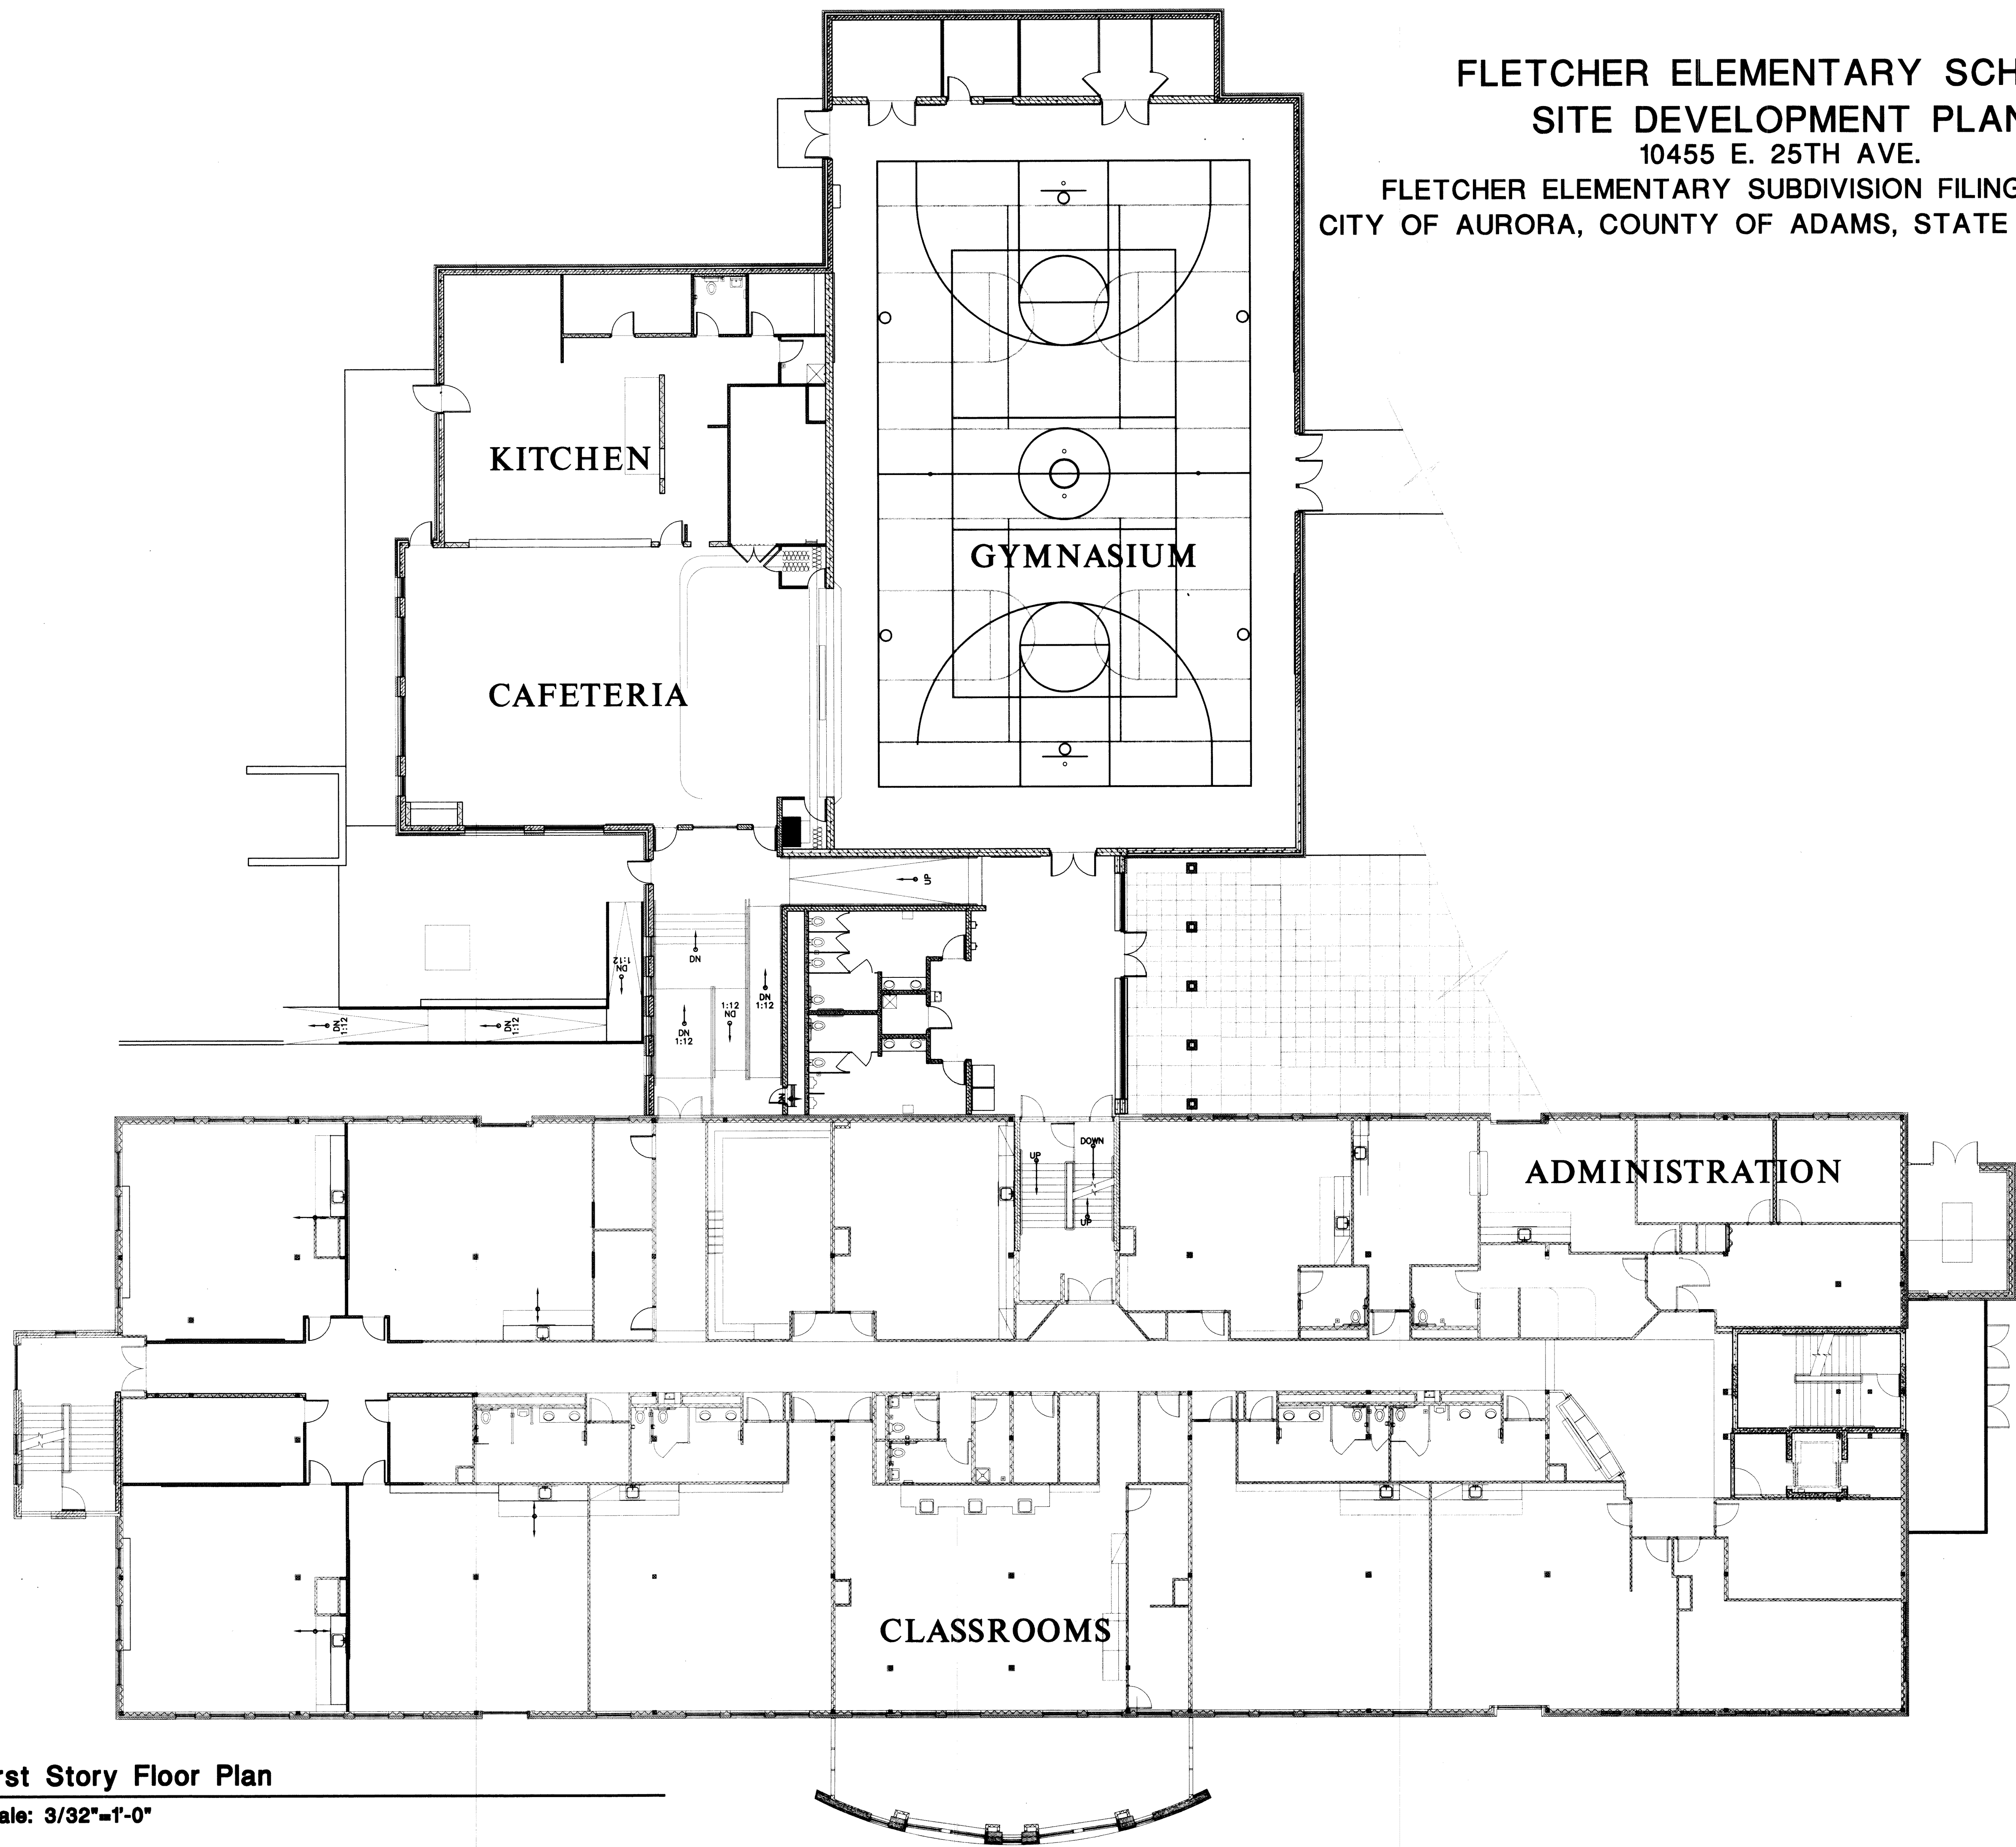 FLETCHER ELEMENTARY SCH
SITE DEVELOPMENT PLAN
10455 E. 25TH AVE.
FLETCHER ELEMENTARY SUBDIVISION FILING
CITY OF AURORA, COUNTY OF ADAMS, STATE
KITCHEN
GYMNASIUM
CAFETERIA
UP
DN
DN
1:12
DN
1:12
DN
1:12
DN
1:12
DN
1:12
DN
1:12
DN
UP
DOWN
UP
ADMINISTRATION
CLASSROOMS
rst Story Floor Plan
ale: 3/32"=1'-0"